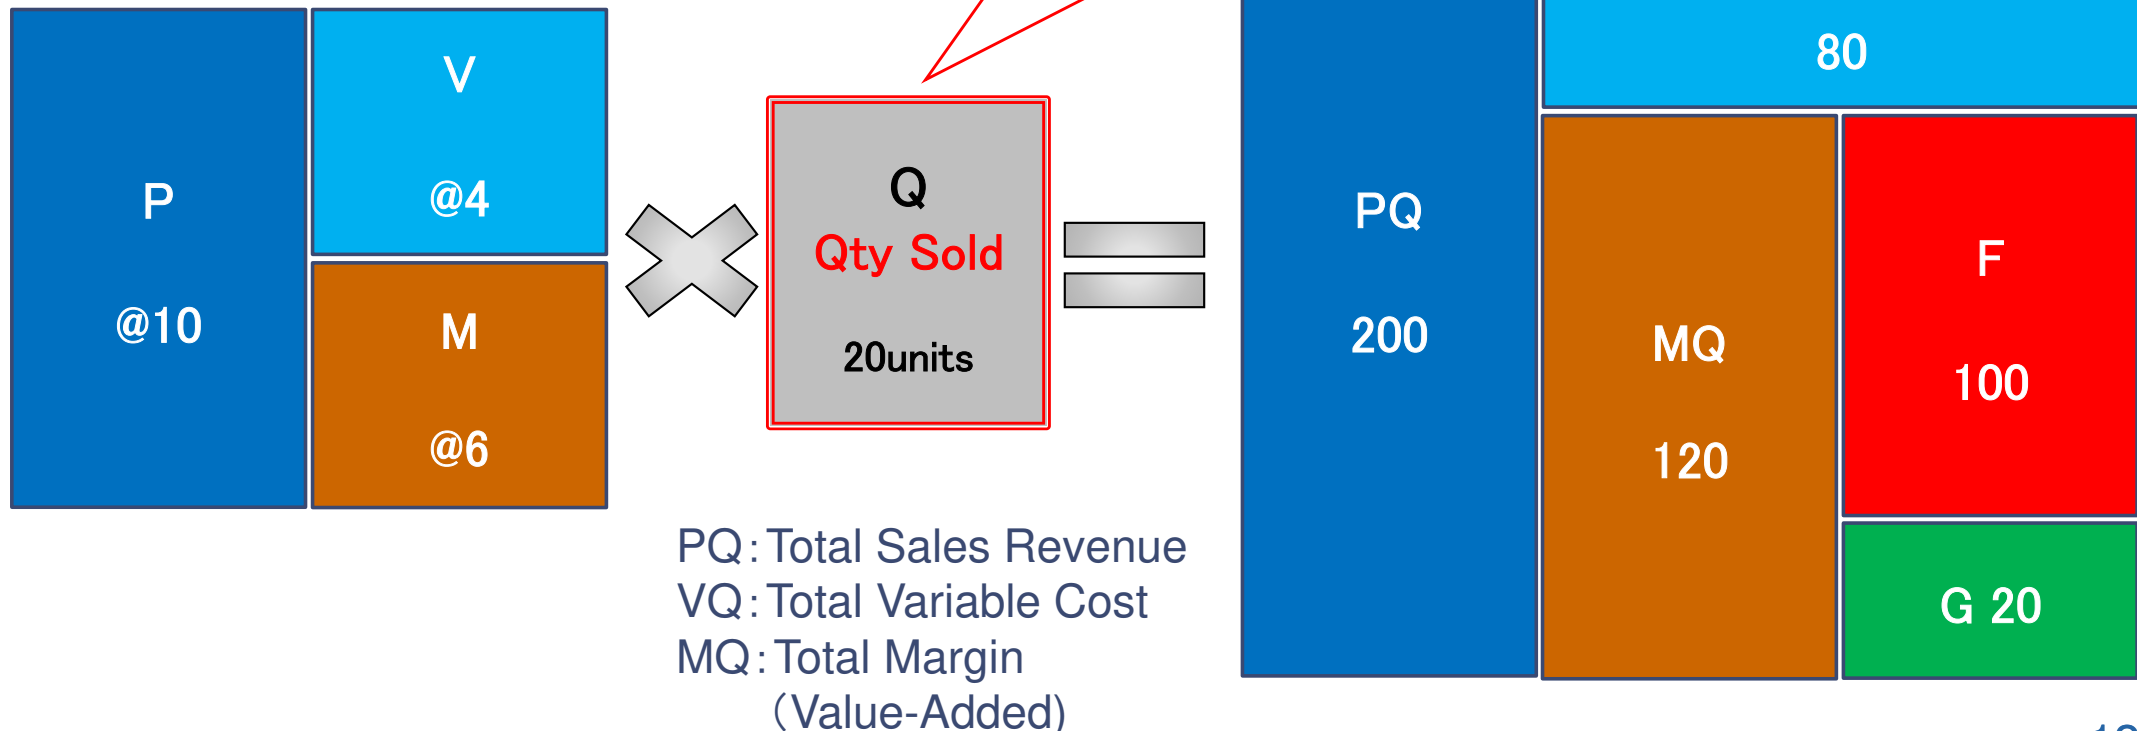 P
@10
V
@4
M
@6
Q
Qty Sold
20units
PQ
200
80
MQ
120
F
100
G 20
PQ：Total Sales Revenue
VQ：Total Variable Cost
MQ：Total Margin
（Value-Added)